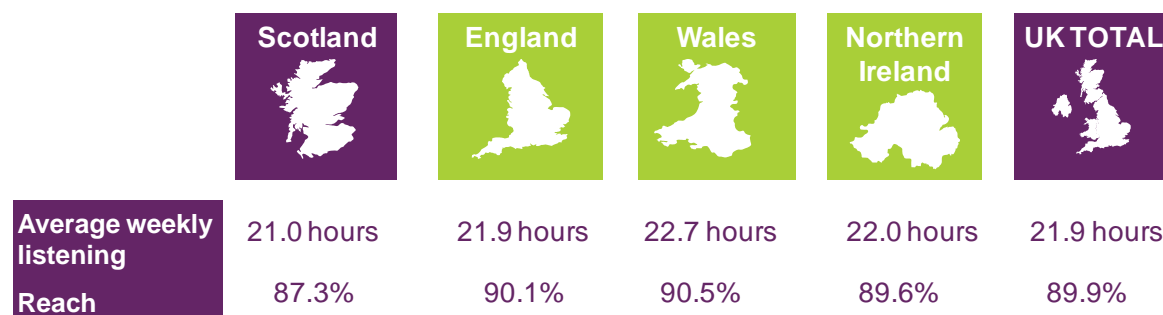 Scotland England Wales Northern Ireland UK TOTAL
Average weekly listening 21.0 hours 21.9 hours 22.7 hours 22.0 hours 21.9 hours
Reach 87.3% 90.1% 90.5% 89.6% 89.9%